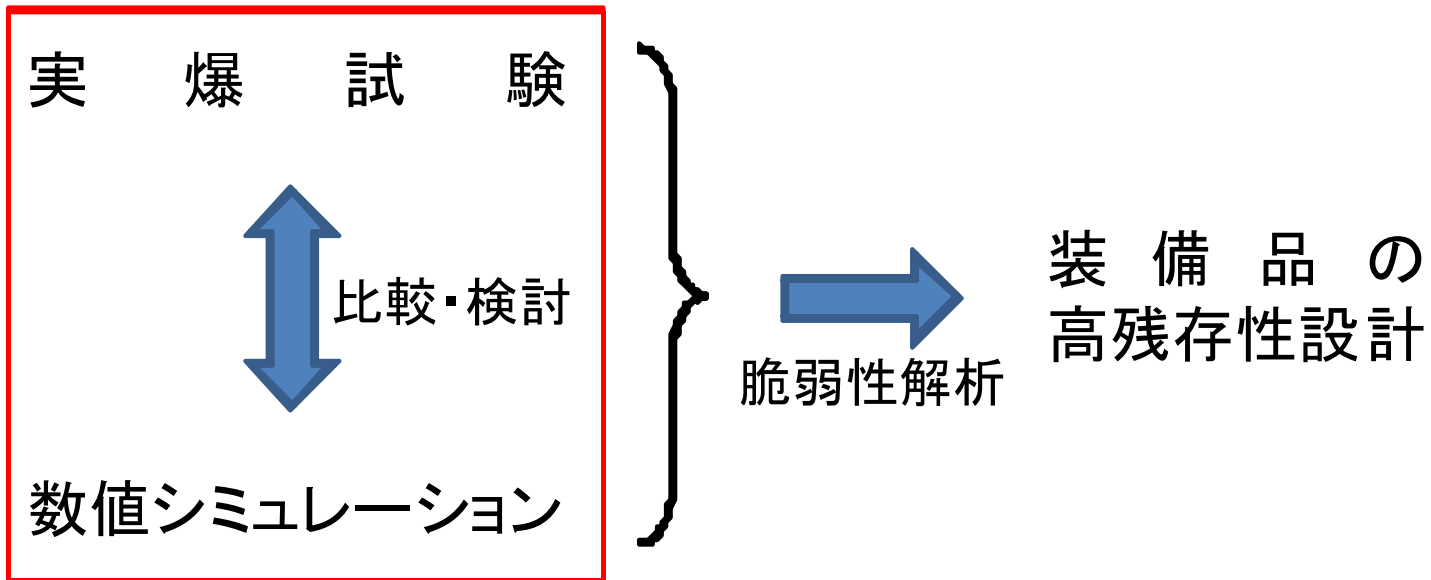 実爆試験
比較・検討
数値シミュレーション
脆弱性解析
装備品の
高残存性設計